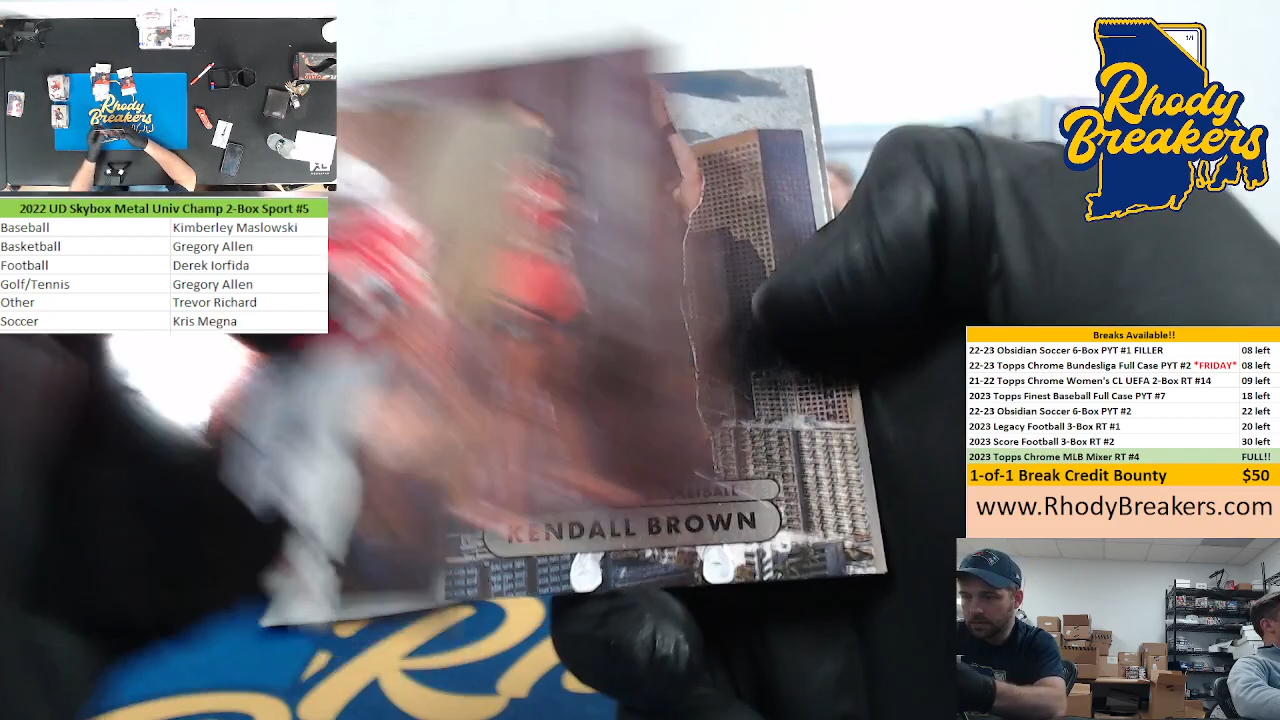 Rhody
Breakers
2022 UD Skybox Metal Univ Champ 2-Box Sport #5
Baseball Kimberley Maslowski
Basketball Gregory Allen
Football Derek Iorfida
Golf/Tennis Gregory Allen
Other Trevor Richard
Soccer Kris Megna
KENDALL BROWN
1/1
Rhody
Breakers
Breaks Available!!
22-23 Obsidian Soccer 6-Box PYT #1 FILLER 08 left
22-23 Topps Chrome Bundesliga Full Case PYT #2 *FRIDAY* 08 left
21-22 Topps Chrome Women's CL UEFA 2-Box RT #14 09 left
2023 Topps Finest Baseball Full Case PYT #7 18 left
22-23 Obsidian Soccer 6-Box PYT #2 22 left
2023 Legacy Football 3-Box RT #1 20 left
2023 Score Football 3-Box RT #2 30 left
2023 Topps Chrome MLB Mixer RT #4 FULL!!
1-of-1 Break Credit Bounty $50
www.RhodyBreakers.com